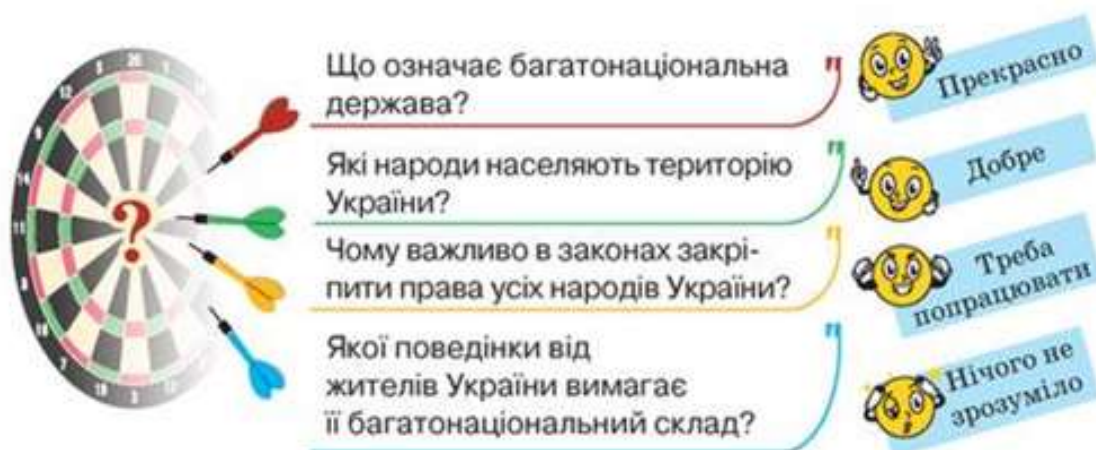 Що означає багатонаціональна
держава?
Прекрасно
Які народи населяють територію
України?
Добре
Чому важливо в законах закрі-
пити права усіх народів України?
Треба
попрацювати
Якої поведінки від
жителів України вимагає
її багатонаціональний склад?
Нічого не
зрозуміло
?